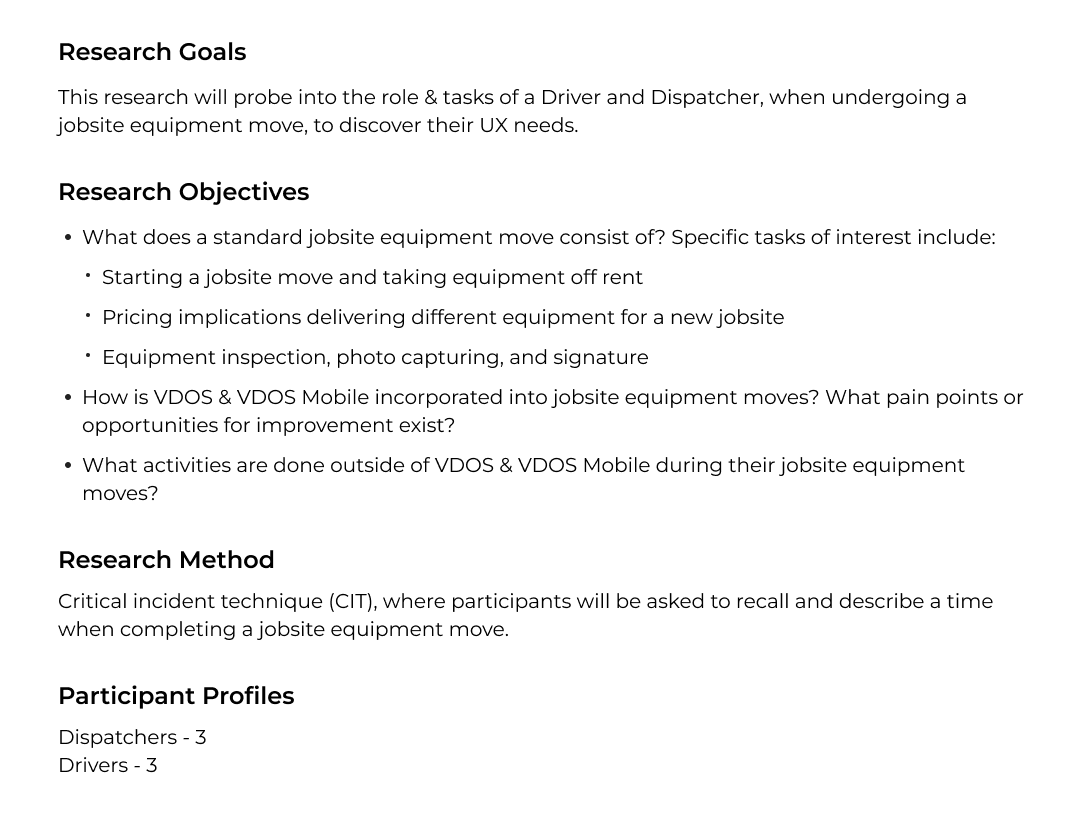 Research Goals
This research will probe into the role & tasks of a Driver and Dispatcher, when undergoing a
jobsite equipment move, to discover their UX needs.
Research Objectives
• What does a standard jobsite equipment move consist of? Specific tasks of interest include:
• Starting a jobsite move and taking equipment off rent
• Pricing implications delivering different equipment for a new jobsite
• Equipment inspection, photo capturing, and signature
• How is VDOS & VDOS Mobile incorporated into jobsite equipment moves? What pain points or
opportunities for improvement exist?
• What activities are done outside of VDOS & VDOS Mobile during their jobsite equipment
moves?
Research Method
Critical incident technique (CIT), where participants will be asked to recall and describe a time
when completing a jobsite equipment move.
Participant Profiles
Dispatchers - 3
Drivers - 3